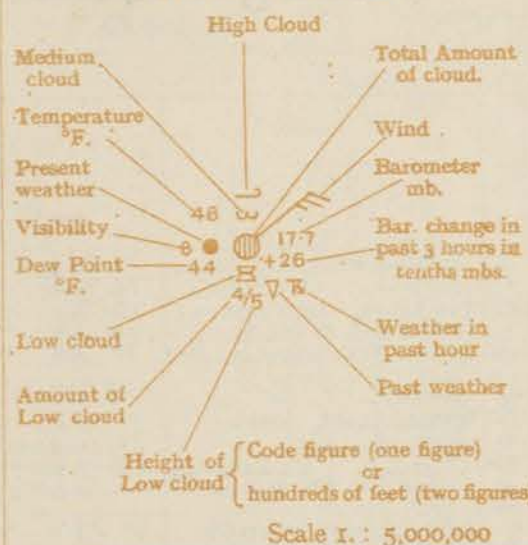 High Cloud
Medium
cloud
Total Amount
of cloud.
Temperature
°F.
Wind
Present
weather
Barometer
mb.
48
Visibility
8
17·7
Bar. change in
past 3 hours in
tenths mbs.
Dew Point
°F.
44
+26
4/5
Low cloud
Weather in
past hour
Amount of
Low cloud
Past weather
Height of
Low cloud
Code figure (one figure)
or
hundreds of feet (two figures
Scale 1. : 5,000,000